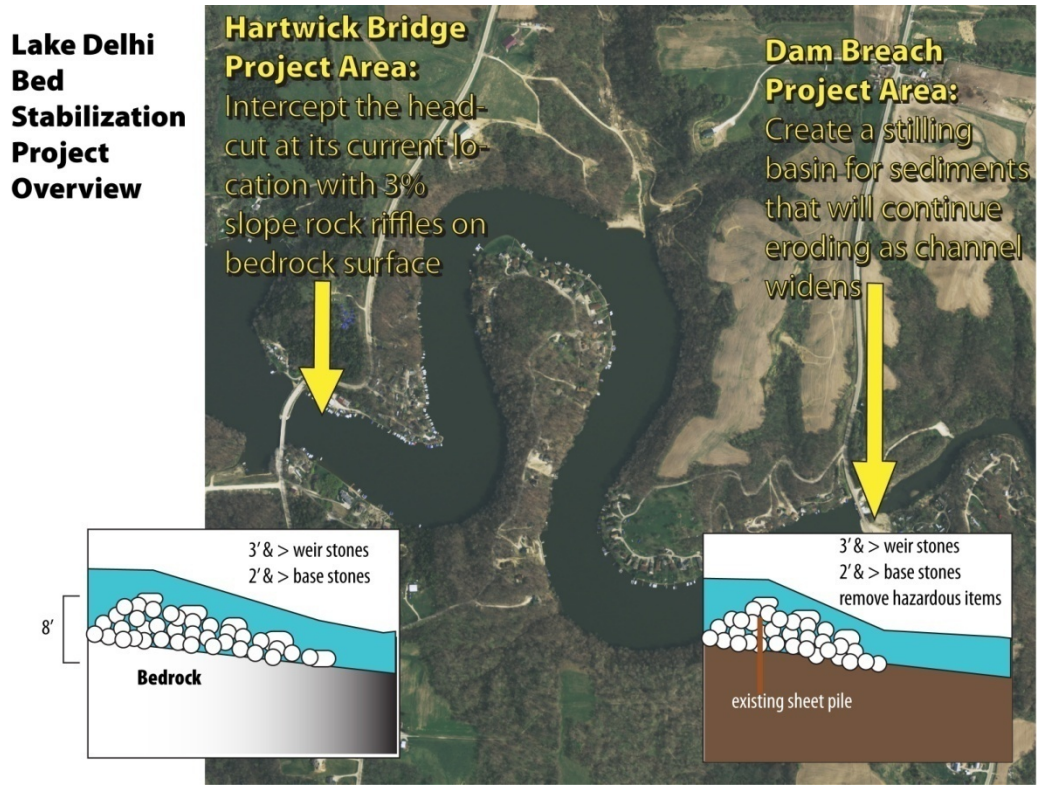 Lake Delhi
Bed
Stabilization
Project
Overview
Hartwick Bridge
Project Area:
Intercept the head-
cut at its current lo-
cation with 3%
slope rock riffles on
bedrock surface
Dam Breach
Project Area:
Create a stilling
basin for sediments
that will continue
eroding as channel
widens
3' & > weir stones
2' & > base stones
8'
Bedrock
3' & > weir stones
2' & > base stones
remove hazardous items
existing sheet pile